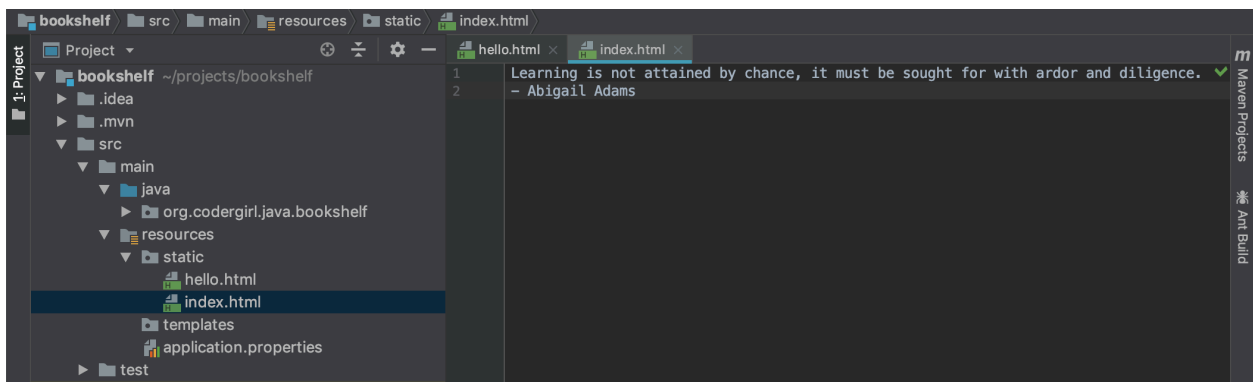 bookshelf src main resources static index.html
1: Project
Project
bookshelf ~/projects/bookshelf
.idea
.mvn
src
main
java
org.codergirl.java.bookshelf
resources
static
hello.html
index.html
templates
application.properties
test
hello.html index.html
1 Learning is not attained by chance, it must be sought for with ardor and diligence.
2 – Abigail Adams
m Maven Projects
Ant Build